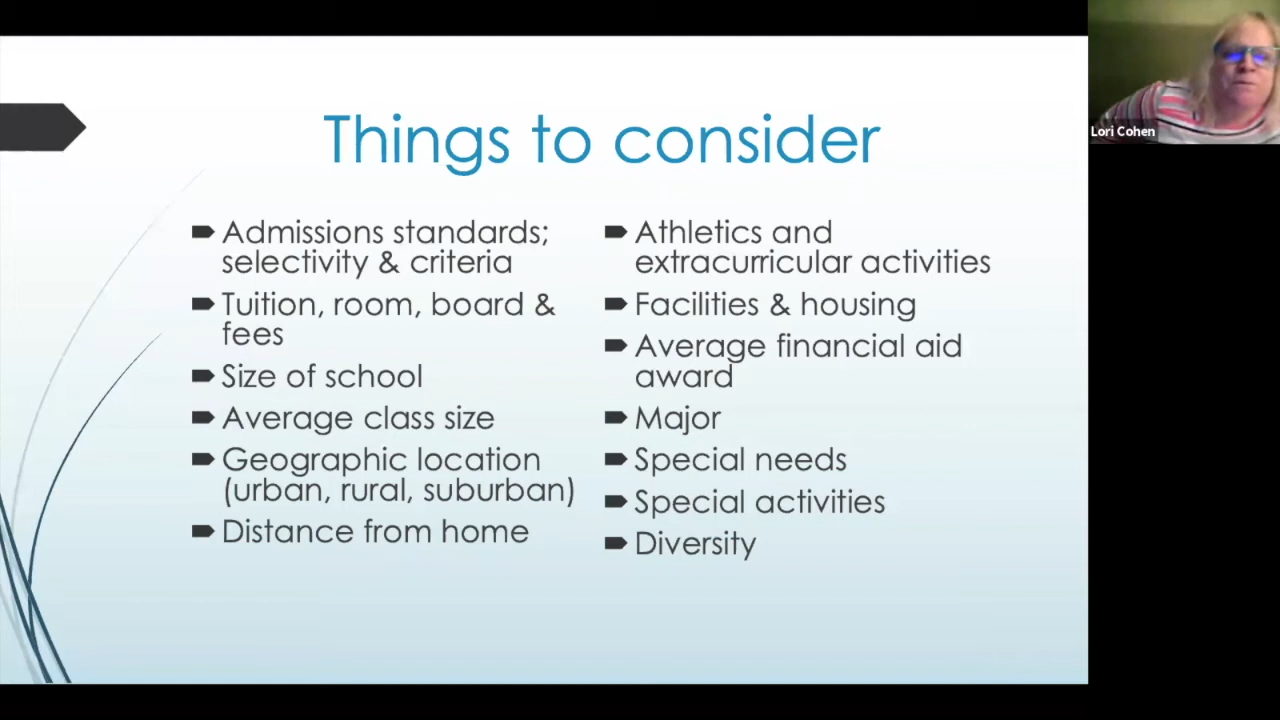 Things to consider
Admissions standards;
selectivity & criteria
Tuition, room, board &
fees
Size of school
Average class size
Geographic location
(urban, rural, suburban)
Distance from home
Athletics and
extracurricular activities
Facilities & housing
Average financial aid
award
Major
Special needs
Special activities
Diversity
Lori Cohen